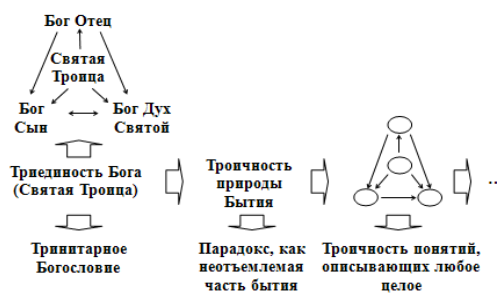 Бог Отец
Святая
Троица
Бог
Сын
Бог Дух
Святой
Триединость Бога
(Святая Троица)
Троичность
природы
Бытия
...
Тринитарное
Богословие
Парадокс, как
неотъемлемая
часть бытия
Троичность понятий,
описывающих любое
целое